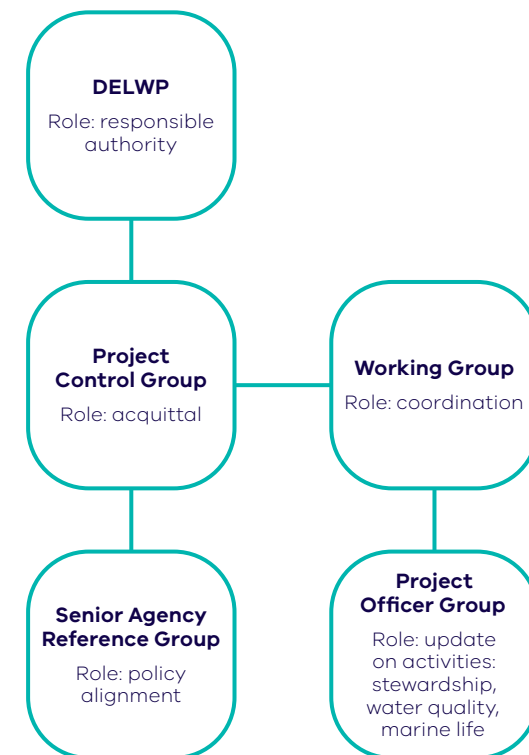 DELWP
Role: responsible
authority
Project
Control Group
Role: acquittal
Working Group
Role: coordination
Senior Agency
Reference Group
Role: policy
alignment
Project
Officer Group
Role: update
on activities:
stewardship,
water quality,
marine life